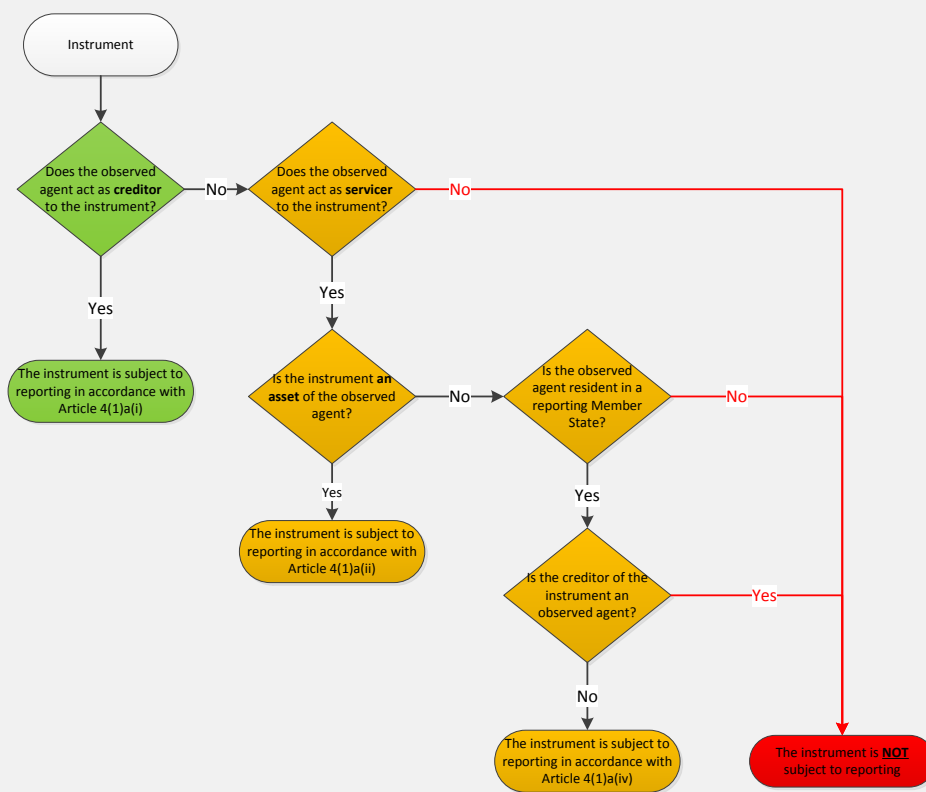 Instrument
Does the observed
agent act as creditor
to the instrument?
No
Does the observed
agent act as servicer
to the instrument?
No
Yes
Yes
The instrument is subject to
reporting in accordance with
Article 4(1)a(i)
Is the instrument an
asset of the observed
agent?
No
Is the observed
agent resident in a
reporting Member
State?
No
Yes
Yes
The instrument is subject to
reporting in accordance with
Article 4(1)a(ii)
Is the creditor of the
instrument an
observed agent?
Yes
No
The instrument is subject to
reporting in accordance with
Article 4(1)a(iv)
The instrument is NOT
subject to reporting